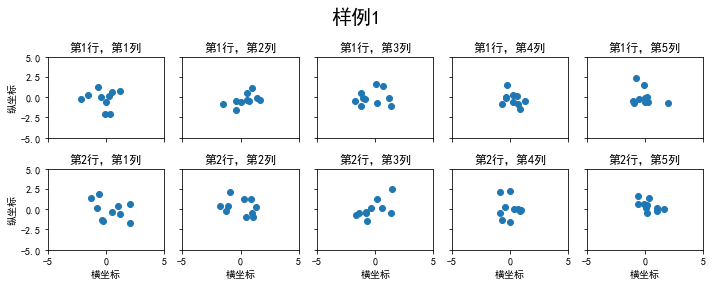 样例1
第1行，第1列 第1行，第2列 第1行，第3列 第1行，第4列 第1行，第5列
5.0
2.5
0.0
−2.5
−5.0
纵坐标
第2行，第1列 第2行，第2列 第2行，第3列 第2行，第4列 第2行，第5列
5.0
2.5
0.0
−2.5
−5.0
纵坐标
−5 0 5 −5 0 5 −5 0 5 −5 0 5 −5 0 5
横坐标 横坐标 横坐标 横坐标 横坐标